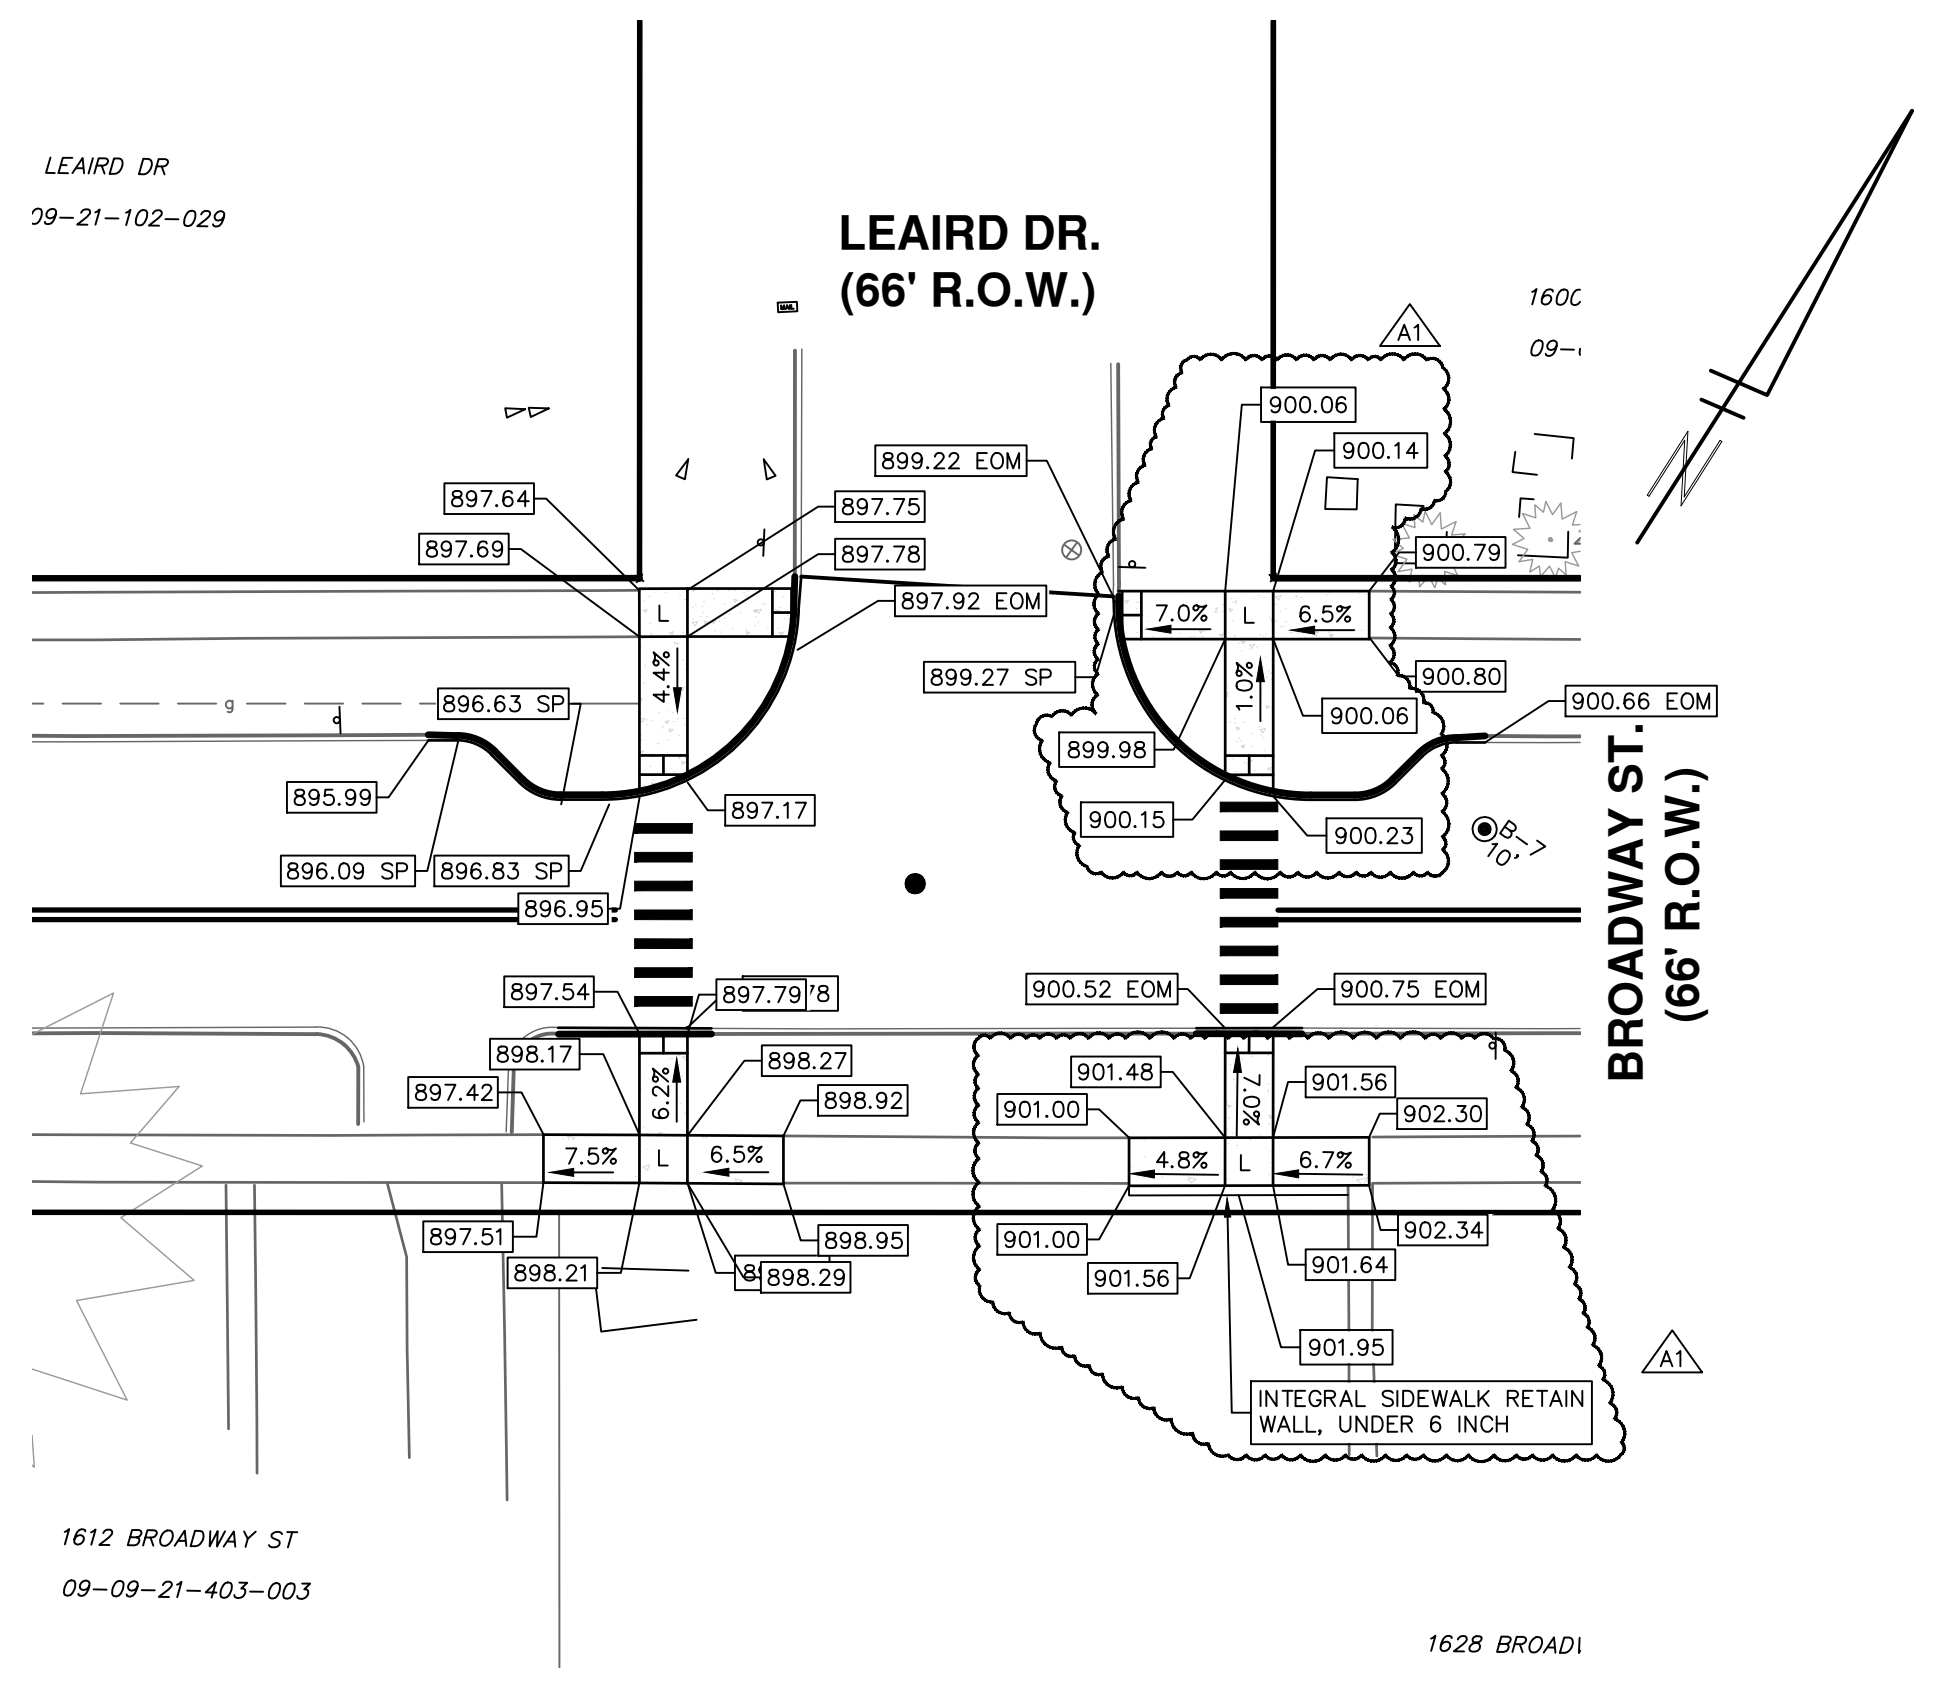 LEAIRD DR
09-21-102-029
LEAIRD DR.
(66' R.O.W.)
MAIL
1600
09-
A1
900.06
899.22 EOM
900.14
897.64
897.75
897.69
897.78
900.79
897.92 EOM
L
7.0%
L
6.5%
4.4%
1.0%
899.27 SP
900.80
896.63 SP
g
900.66 EOM
900.06
899.98
895.99
897.17
900.15
900.23
B-7
10'
896.09 SP
896.83 SP
896.95
BROADWAY ST.
(66' R.O.W.)
897.54
897.79
78
900.52 EOM
900.75 EOM
898.17
898.27
901.48
901.56
897.42
898.92
901.00
902.30
6.2%
7.0%
7.5%
L
6.5%
4.8%
L
6.7%
897.51
898.95
901.00
902.34
898.21
898.29
901.56
901.64
901.95
A1
INTEGRAL SIDEWALK RETAIN
WALL, UNDER 6 INCH
1612 BROADWAY ST
09-09-21-403-003
1628 BROAD